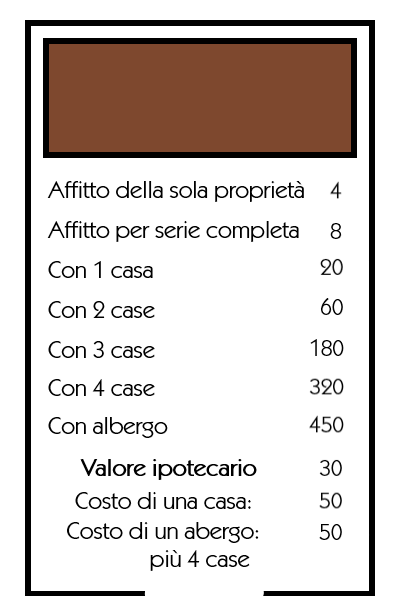 Affitto della sola proprietà 4
Affitto per serie completa 8
Con 1 casa 20
Con 2 case 60
Con 3 case 180
Con 4 case 320
Con albergo 450
Valore ipotecario 30
Costo di una casa: 50
Costo di un abergo: 50
più 4 case